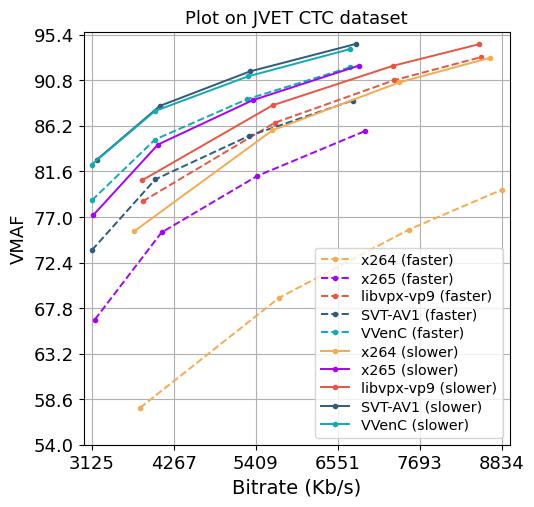 Plot on JVET CTC dataset
95.4
90.8
86.2
81.6
77.0
72.4
67.8
63.2
58.6
54.0
VMAF
x264 (faster)
x265 (faster)
libvpx-vp9 (faster)
SVT-AV1 (faster)
VVenC (faster)
x264 (slower)
x265 (slower)
libvpx-vp9 (slower)
SVT-AV1 (slower)
VVenC (slower)
3125 4267 5409 6551 7693 8834
Bitrate (Kb/s)